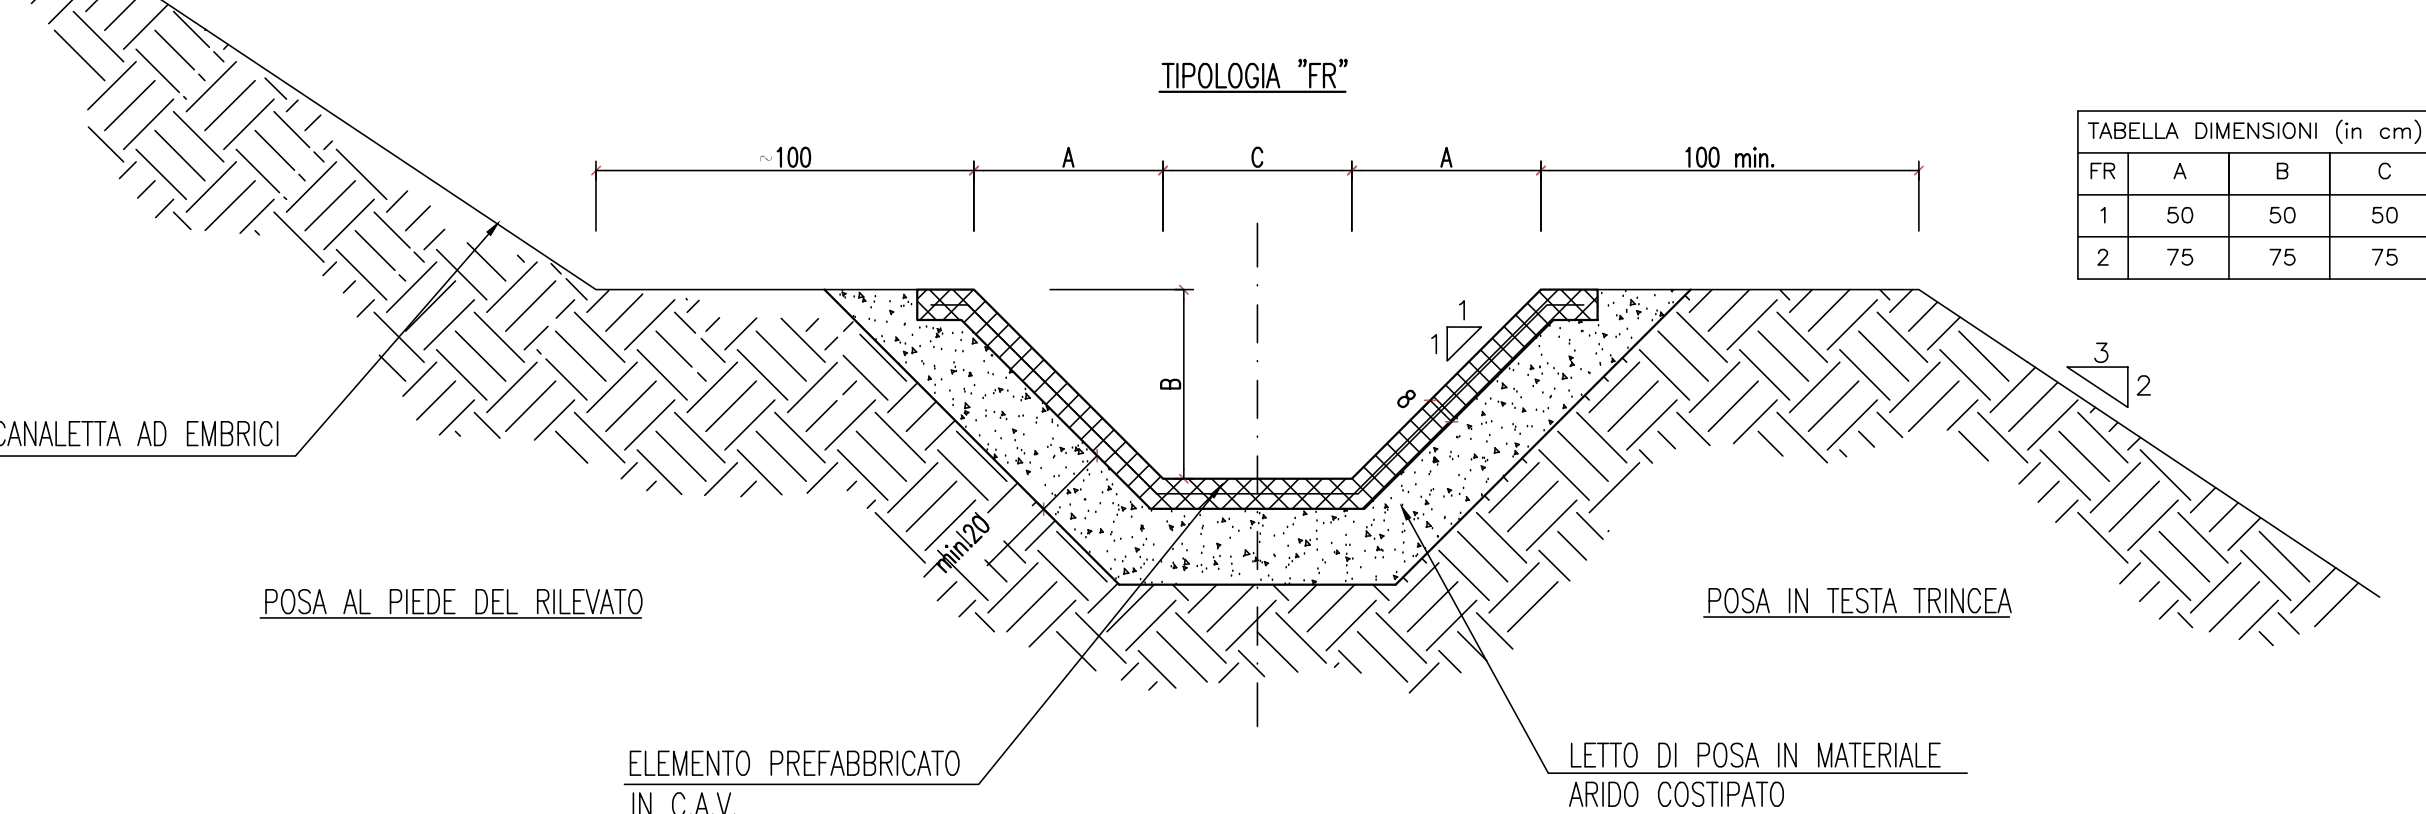 TIPOLOGIA "FR"
~100 A C A 100 min.
TABELLA DIMENSIONI (in cm)
FR A B C
1 50 50 50
2 75 75 75
1
1
B
8
3
2
CANALETTA AD EMBRICI
min.20
POSA AL PIEDE DEL RILEVATO
POSA IN TESTA TRINCEA
ELEMENTO PREFABBRICATO
IN C.A.V.
LETTO DI POSA IN MATERIALE
ARIDO COSTIPATO